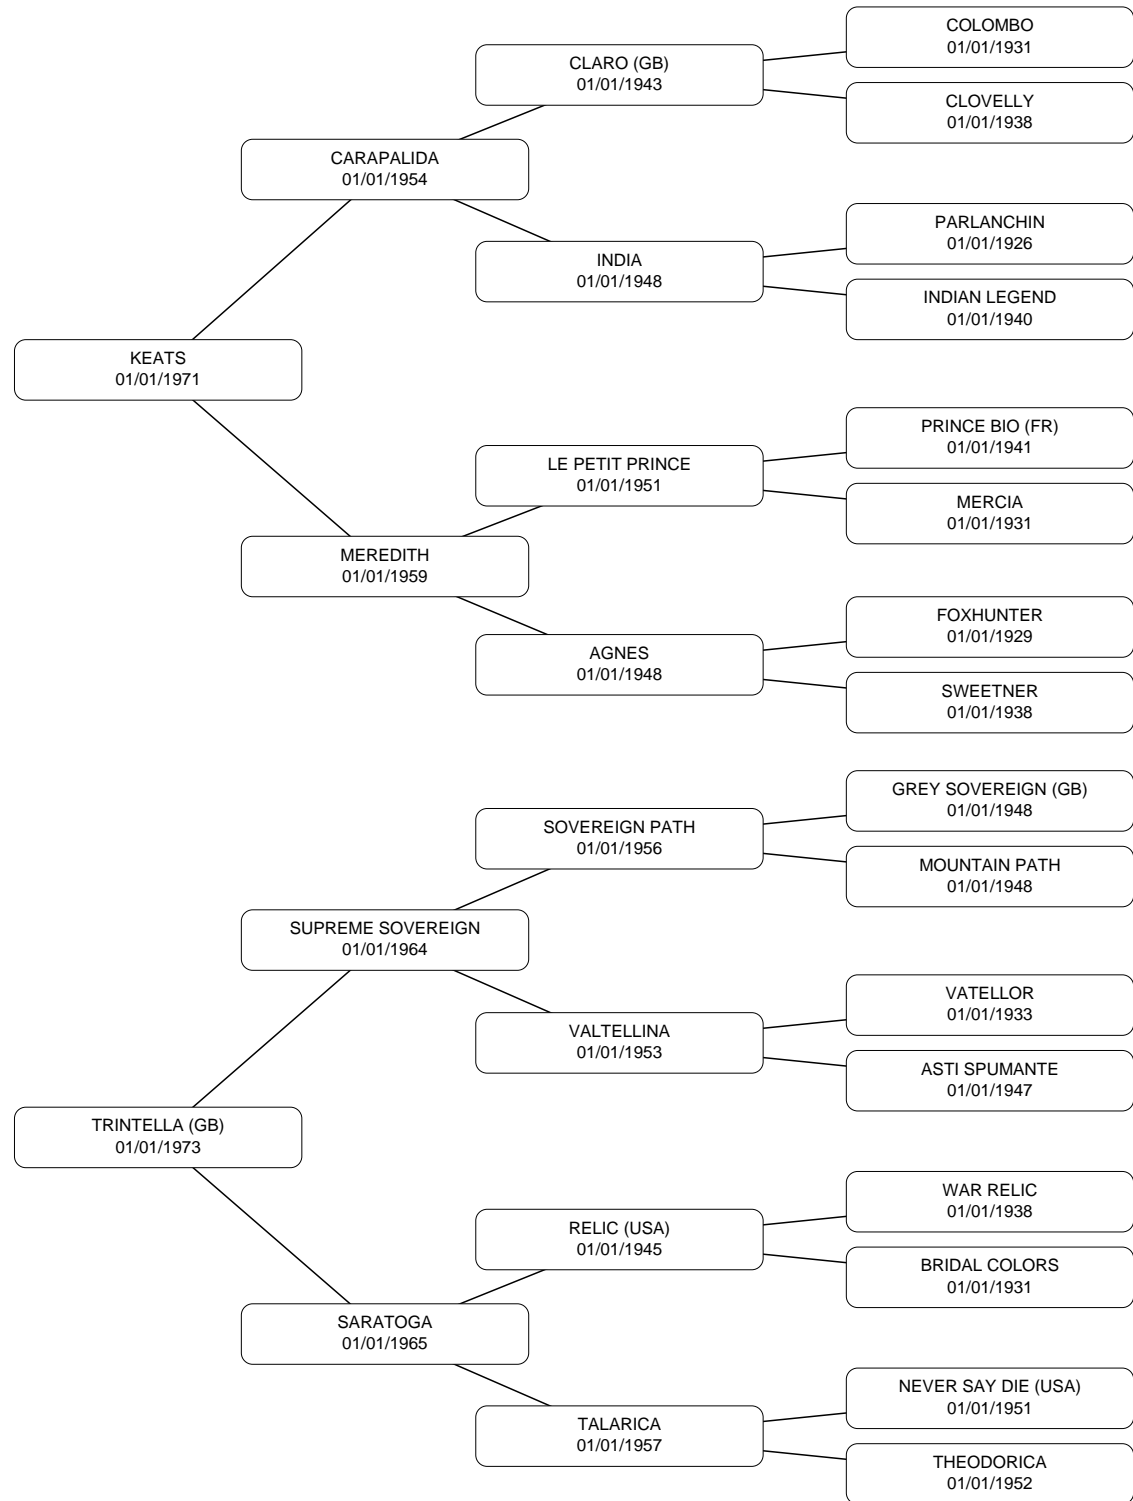 COLOMBO
01/01/1931
CLARO (GB)
01/01/1943
CLOVELLY
01/01/1938
CARAPALIDA
01/01/1954
PARLANCHIN
01/01/1926
INDIA
01/01/1948
INDIAN LEGEND
01/01/1940
KEATS
01/01/1971
PRINCE BIO (FR)
01/01/1941
LE PETIT PRINCE
01/01/1951
MERCIA
01/01/1931
MEREDITH
01/01/1959
FOXHUNTER
01/01/1929
AGNES
01/01/1948
SWEETNER
01/01/1938
GREY SOVEREIGN (GB)
01/01/1948
SOVEREIGN PATH
01/01/1956
MOUNTAIN PATH
01/01/1948
SUPREME SOVEREIGN
01/01/1964
VATELLOR
01/01/1933
VALTELLINA
01/01/1953
ASTI SPUMANTE
01/01/1947
TRINTELLA (GB)
01/01/1973
WAR RELIC
01/01/1938
RELIC (USA)
01/01/1945
BRIDAL COLORS
01/01/1931
SARATOGA
01/01/1965
NEVER SAY DIE (USA)
01/01/1951
TALARICA
01/01/1957
THEODORICA
01/01/1952